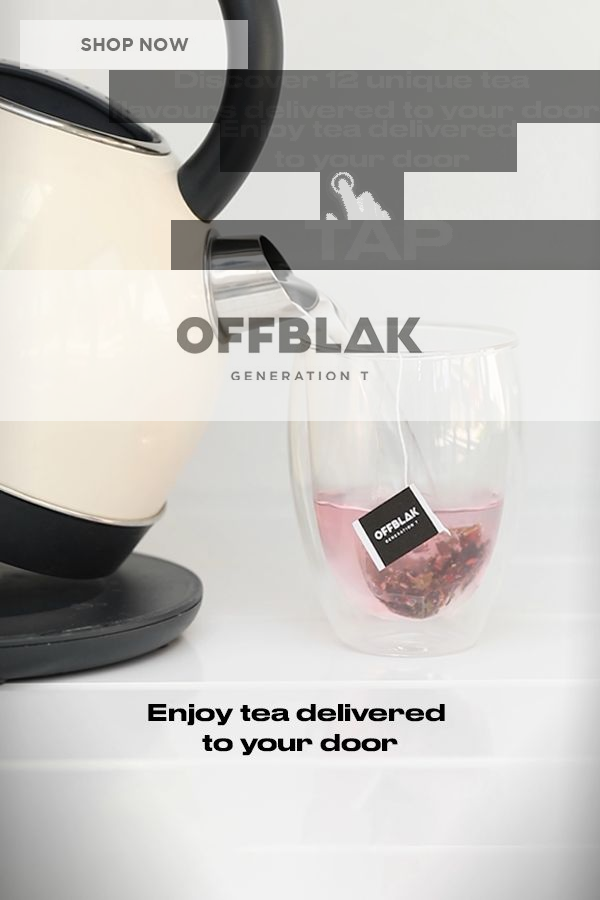 SHOP NOW
Discover 12 unique tea
flavours delivered to your door
Enjoy tea delivered
to your door
TAP
OFFBLAK
GENERATION T
OFFBLAK
GENERATION T
Enjoy tea delivered
to your door